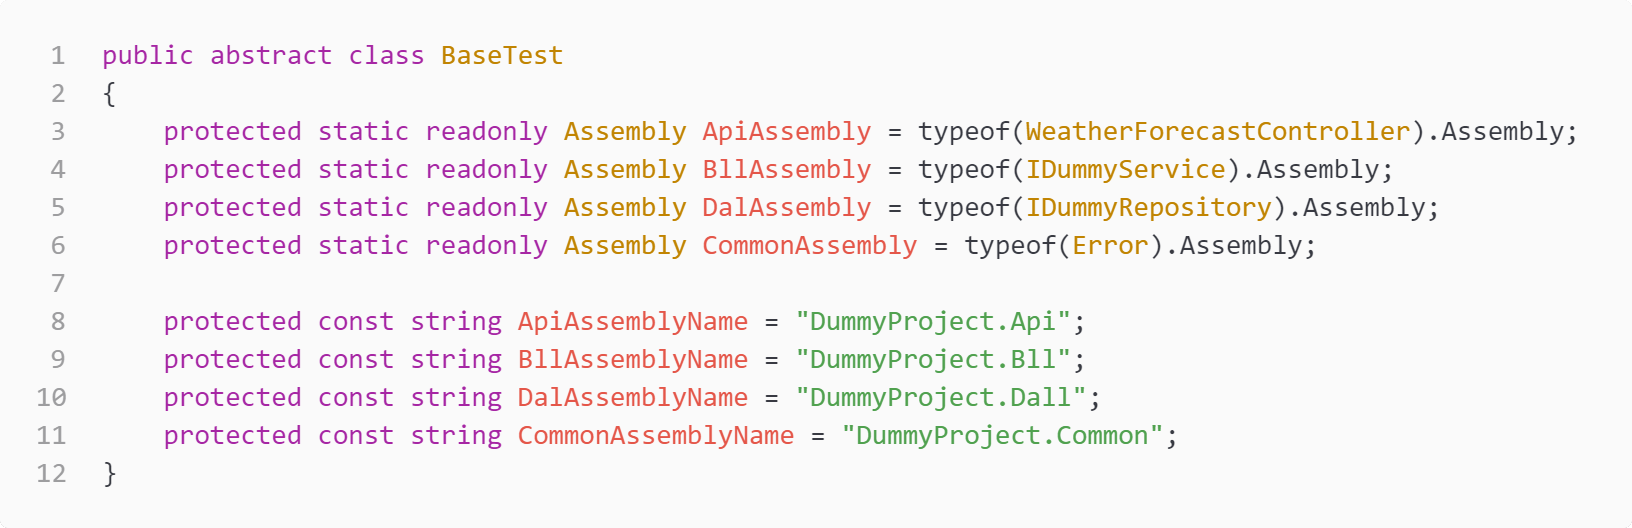 1 public abstract class BaseTest
2 {
3     protected static readonly Assembly ApiAssembly = typeof(WeatherForecastController).Assembly;
4     protected static readonly Assembly BllAssembly = typeof(IDummyService).Assembly;
5     protected static readonly Assembly DalAssembly = typeof(IDummyRepository).Assembly;
6     protected static readonly Assembly CommonAssembly = typeof(Error).Assembly;
7
8     protected const string ApiAssemblyName = "DummyProject.Api";
9     protected const string BllAssemblyName = "DummyProject.Bll";
10     protected const string DalAssemblyName = "DummyProject.Dall";
11     protected const string CommonAssemblyName = "DummyProject.Common";
12 }